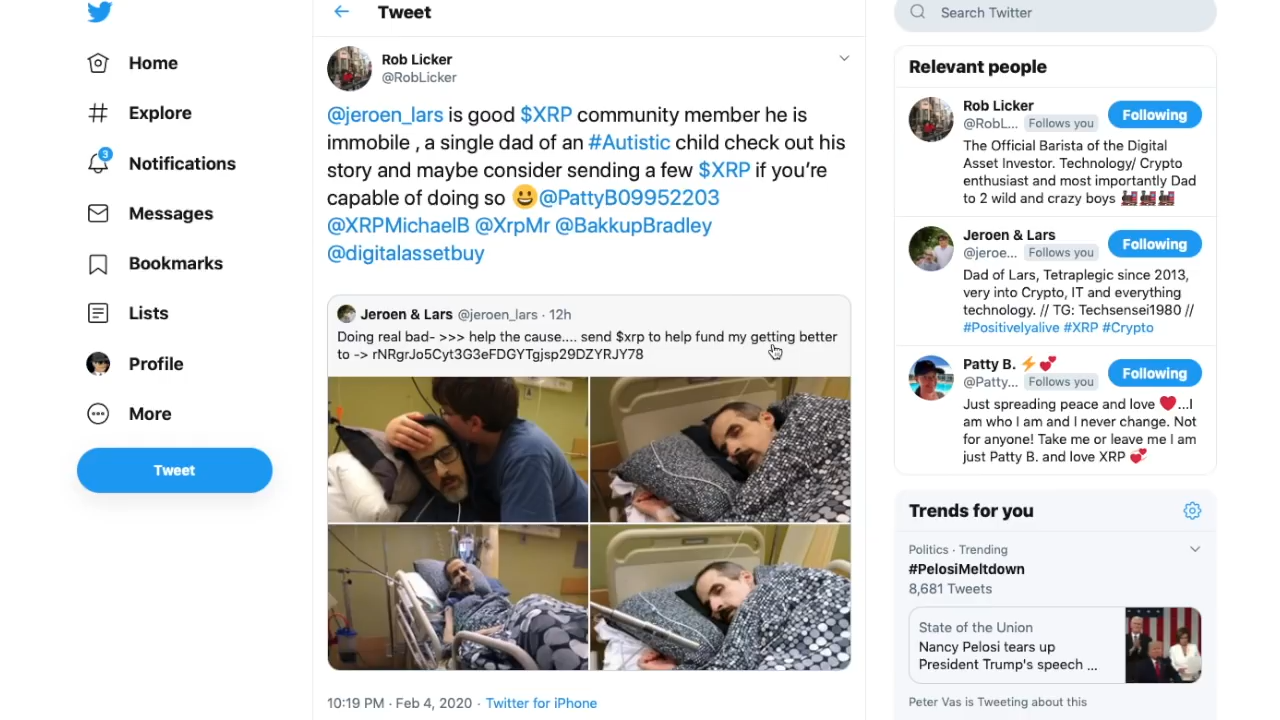 Home
Explore
3
Notifications
Messages
Bookmarks
Lists
Profile
More
Tweet
Tweet
Rob Licker
@RobLicker
@jeroen_lars is good $XRP community member he is
immobile , a single dad of an #Autistic child check out his
story and maybe consider sending a few $XRP if you're
capable of doing so 😀@PattyB09952203
@XRPMichaelB @XrpMr @BakkupBradley
@digitalassetbuy
Jeroen & Lars @jeroen_lars · 12h
Doing real bad- >>> help the cause.... send $xrp to help fund my getting better
to -> rNRgrJo5Cyt3G3eFDGYTgjsp29DZYRJY78
10:19 PM · Feb 4, 2020 · Twitter for iPhone
Search Twitter
Relevant people
Rob Licker
@RobL... Follows you
Following
The Official Barista of the Digital
Asset Investor. Technology/ Crypto
enthusiast and most importantly Dad
to 2 wild and crazy boys 🚂🚂🚂
Jeroen & Lars
@jeroe... Follows you
Following
Dad of Lars, Tetraplegic since 2013,
very into Crypto, IT and everything
technology. // TG: Techsensei1980 //
#Positivelyalive #XRP #Crypto
Patty B. ⚡💕
@Patty... Follows you
Following
Just spreading peace and love ❤️...I
am who I am and I never change. Not
for anyone! Take me or leave me I am
just Patty B. and love XRP 💞
Trends for you
Politics · Trending
#PelosiMeltdown
8,681 Tweets
State of the Union
Nancy Pelosi tears up
President Trump's speech ...
Peter Vas is Tweeting about this